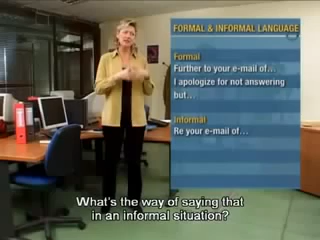 FORMAL & INFORMAL LANGUAGE
Formal
Further to your e-mail of...
I apologize for not answering
but...
Informal
Re your e-mail of...
What's the way of saying that
in an informal situation?